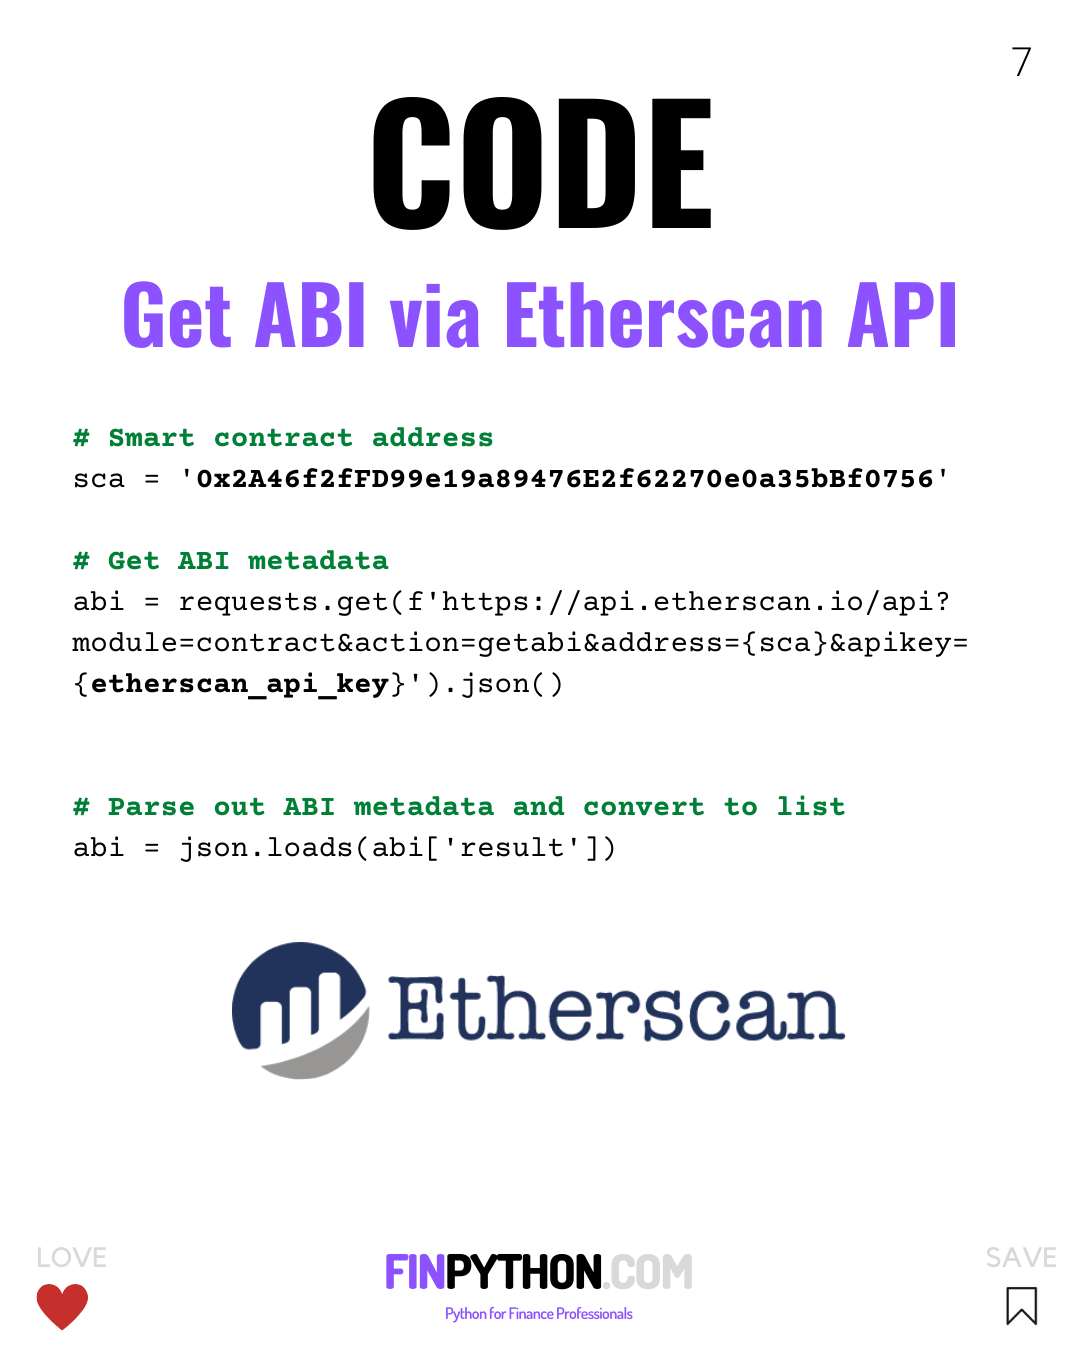 7
CODE
Get ABI via Etherscan API
# Smart contract address
sca = '0x2A46f2fFD99e19a89476E2f62270e0a35bBf0756'
# Get ABI metadata
abi = requests.get(f'https://api.etherscan.io/api?
module=contract&action=getabi&address={sca}&apikey=
{etherscan_api_key}').json()
# Parse out ABI metadata and convert to list
abi = json.loads(abi['result'])
Etherscan
LOVE
FINPYTHON.COM
Python for Finance Professionals
SAVE